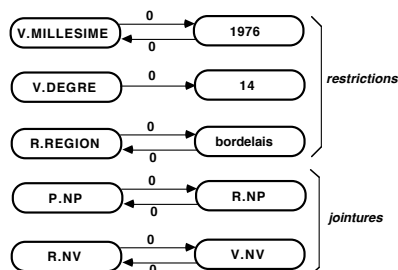 0
V.MILLESIME 1976
0
0
V.DEGRE 14
restrictions
0
R.REGION bordelais
0
0
P.NP R.NP
0
jointures
0
R.NV V.NV
0